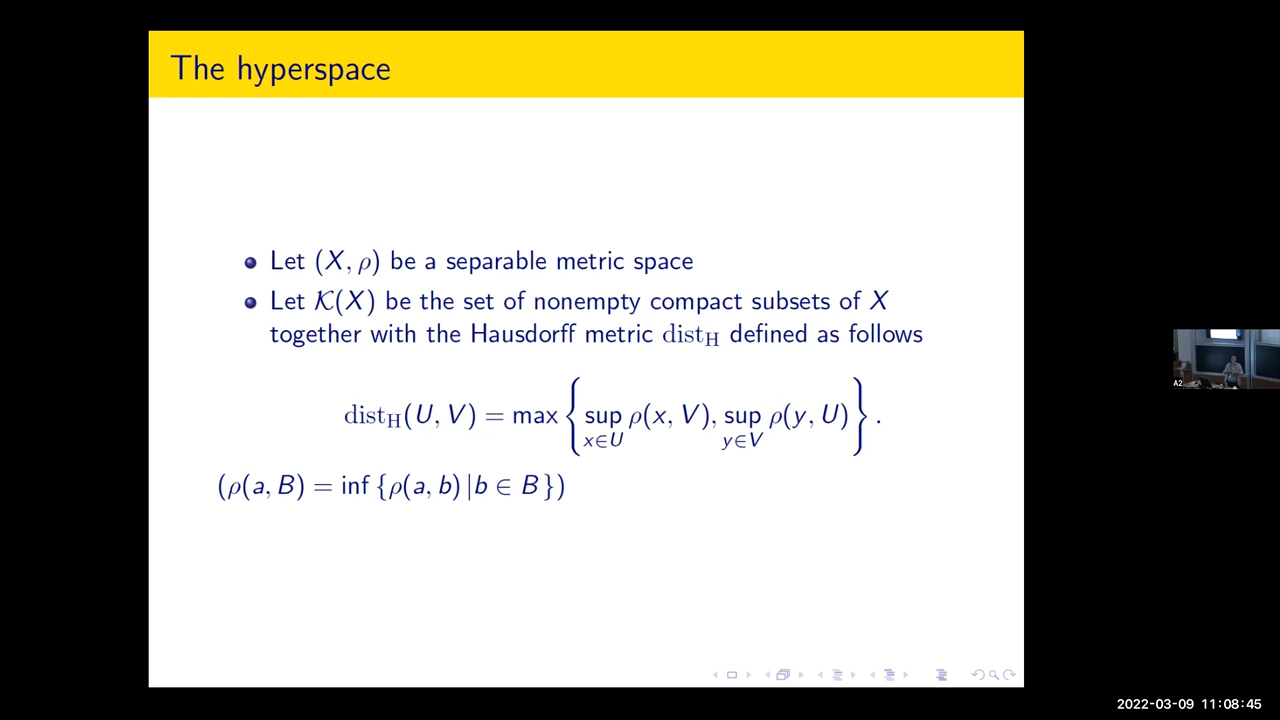 The hyperspace
Let (X, ρ) be a separable metric space
Let 𝒦(X) be the set of nonempty compact subsets of X
together with the Hausdorff metric dist_H defined as follows
dist_H(U, V) = max { sup_{x∈U} ρ(x, V), sup_{y∈V} ρ(y, U) } .
(ρ(a, B) = inf {ρ(a, b) |b ∈ B})
A2
2022-03-09 11:08:45